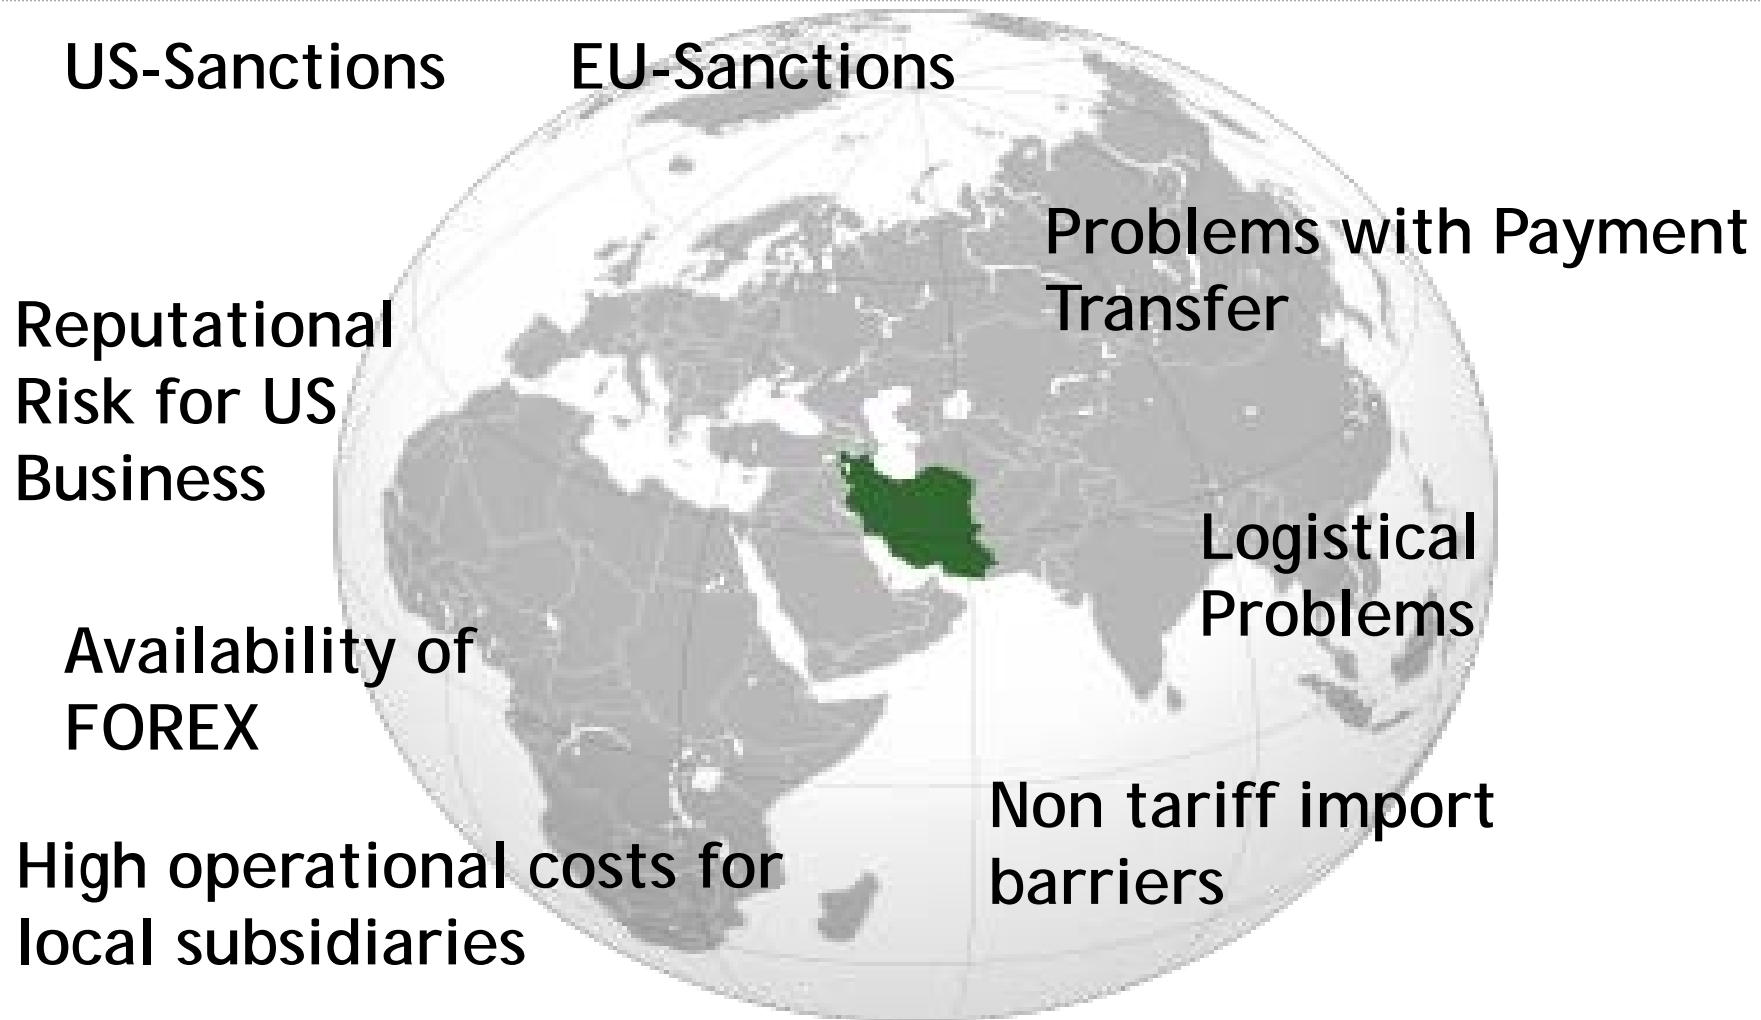 US-Sanctions
EU-Sanctions
Problems with Payment
Transfer
Reputational
Risk for US
Business
Logistical
Problems
Availability of
FOREX
Non tariff import
barriers
High operational costs for
local subsidiaries